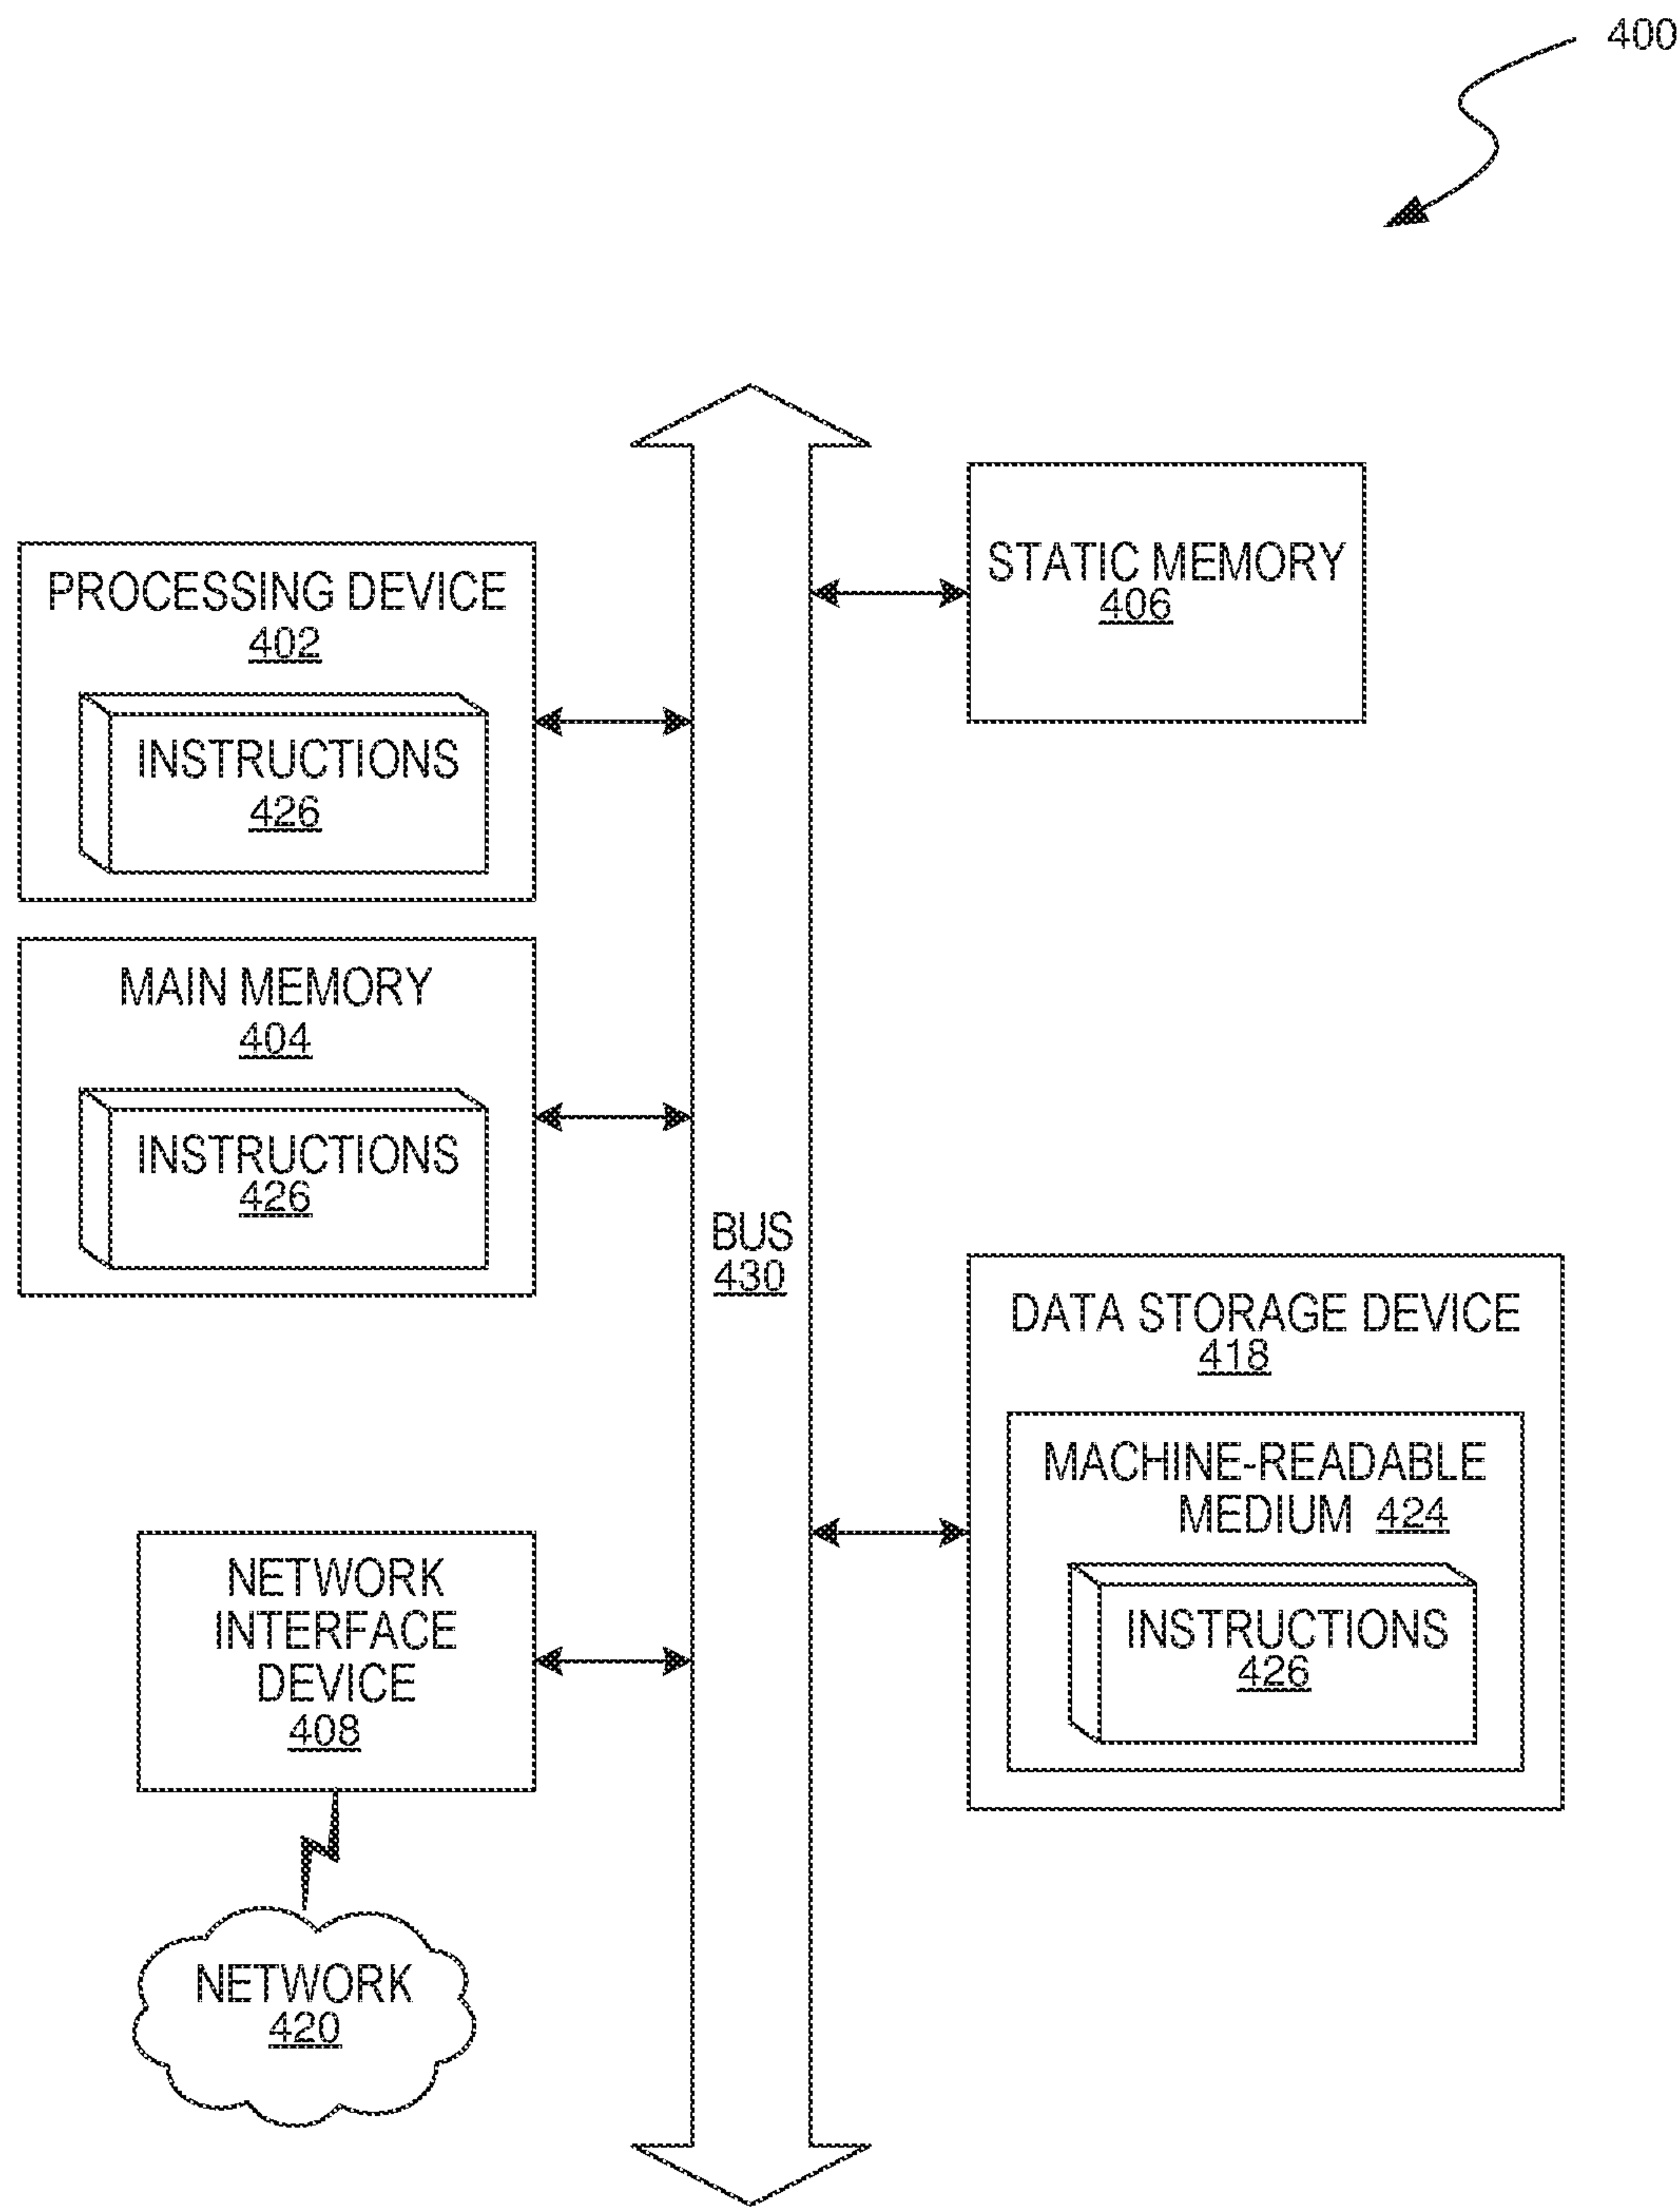 400
PROCESSING DEVICE
402
INSTRUCTIONS
426
STATIC MEMORY
406
MAIN MEMORY
404
INSTRUCTIONS
426
BUS
430
DATA STORAGE DEVICE
418
MACHINE-READABLE
MEDIUM 424
INSTRUCTIONS
426
NETWORK
INTERFACE
DEVICE
408
NETWORK
420